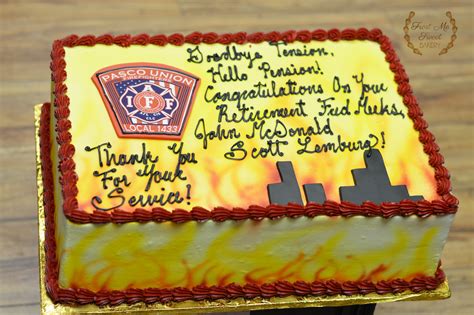 Frost Me
Sweet
BAKERY
Goodbye Tension,
Hello Pension!
Congratulations On Your
Retirement Fred Meeks,
John McDonald
Scott Lemburg!
PASCO UNION
FIREFIGHTERS
I A F F
LOCAL 1433
Thank You
For Your
Service!